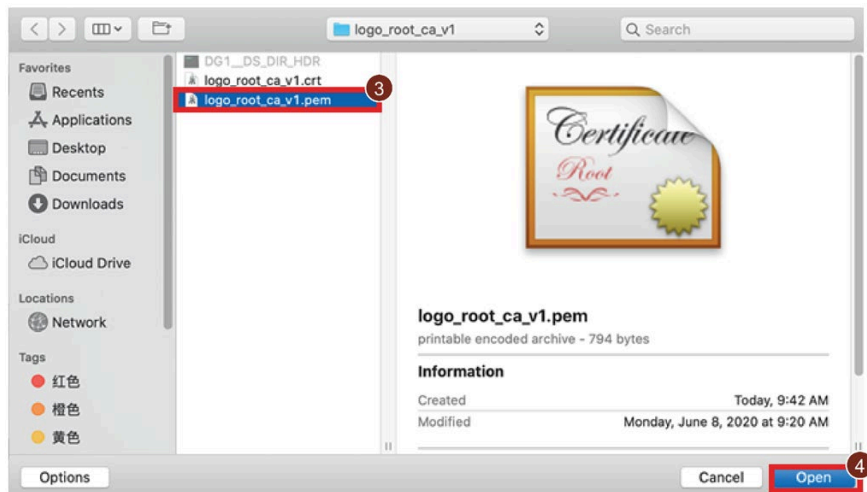 logo_root_ca_v1
Search
Favorites
Recents
Applications
Desktop
Documents
Downloads
iCloud
iCloud Drive
Locations
Network
Tags
红色
橙色
黄色
DG1__DS_DIR_HDR
logo_root_ca_v1.crt
logo_root_ca_v1.pem
3
Certificate
Root
logo_root_ca_v1.pem
printable encoded archive - 794 bytes
Information
Created Today, 9:42 AM
Modified Monday, June 8, 2020 at 9:20 AM
4
Options Cancel Open